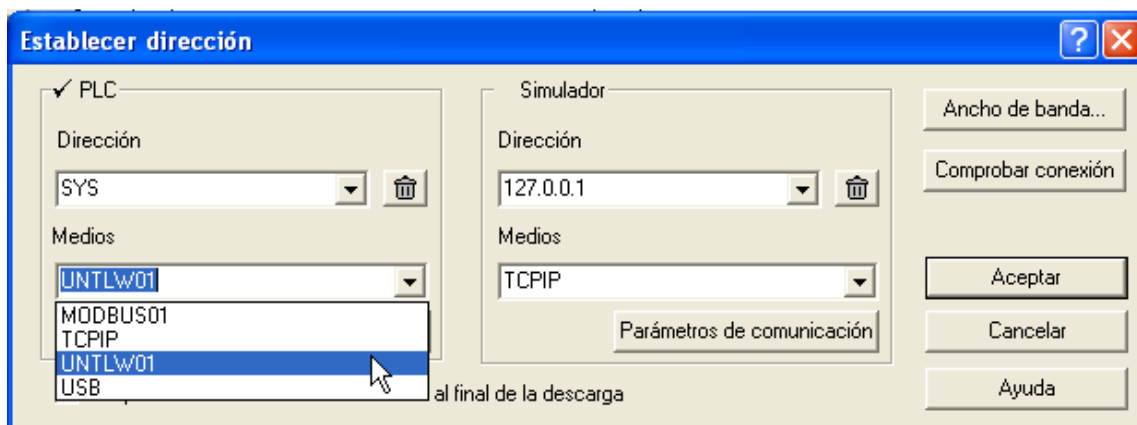 Establecer dirección
PLC
Dirección
SYS
Medios
UNTLW01
MODBUS01
TCPIP
UNTLW01
USB
Simulador
Dirección
127.0.0.1
Medios
TCPIP
Parámetros de comunicación
al final de la descarga
Ancho de banda...
Comprobar conexión
Aceptar
Cancelar
Ayuda